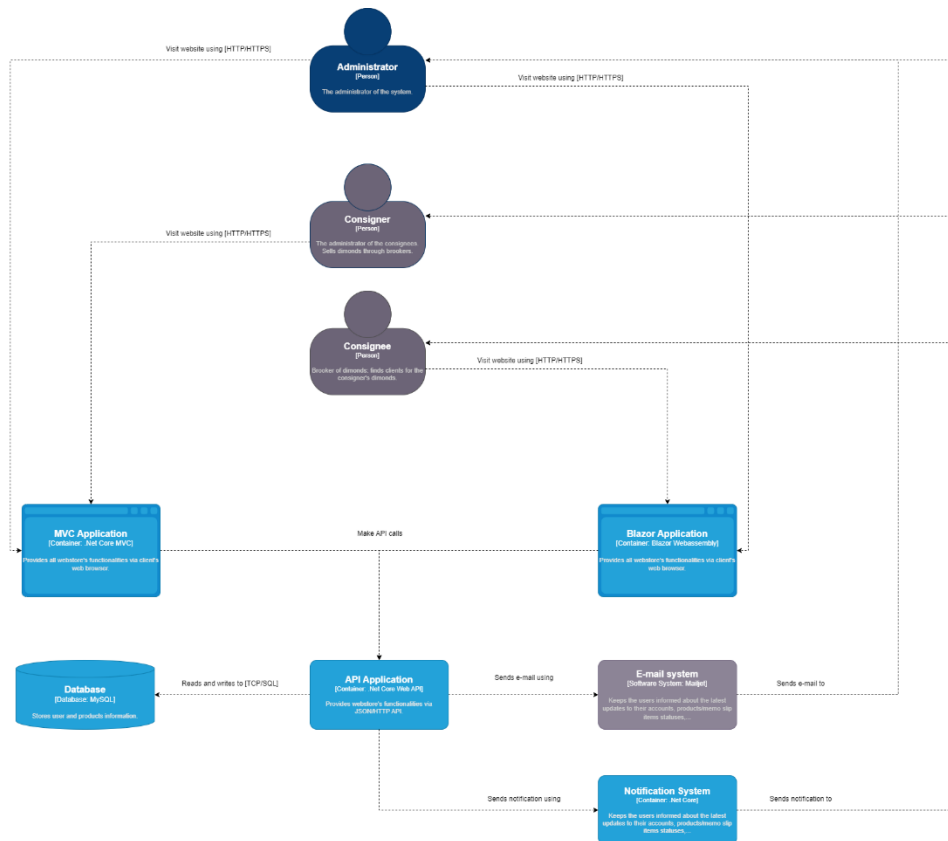 Visit website using [HTTP/HTTPS]
Administrator
[Person]
The administrator of the system.
Visit website using [HTTP/HTTPS]
Consigner
[Person]
The administrator of the consignees
Sells dimonds through brookers.
Visit website using [HTTP/HTTPS]
Consignee
[Person]
Brocker of dimonds: finds clients for the
consigner's dimonds.
Visit website using [HTTP/HTTPS]
MVC Application
[Container: .Net Core MVC]
Provides all webstore's functionalities via client's
web browser.
Make API calls
Blazor Application
[Container: Blazor Webassembly]
Provides all webstore's functionalities via client's
web browser.
Database
[Database: MySQL]
Stores user and products information.
Reads and writes to [TCP/SQL]
API Application
[Container: .Net Core Web API]
Provides webstore's functionalities via
JSON/HTTP API.
Sends e-mail using
E-mail system
[Software System: Mailjet]
Keeps the users informed about the latest
updates to their accounts, products/memo slip
items statuses,...
Sends e-mail to
Sends notification using
Notification System
[Container: .Net Core]
Keeps the users informed about the latest
updates to their accounts, products/memo slip
items statuses,...
Sends notification to